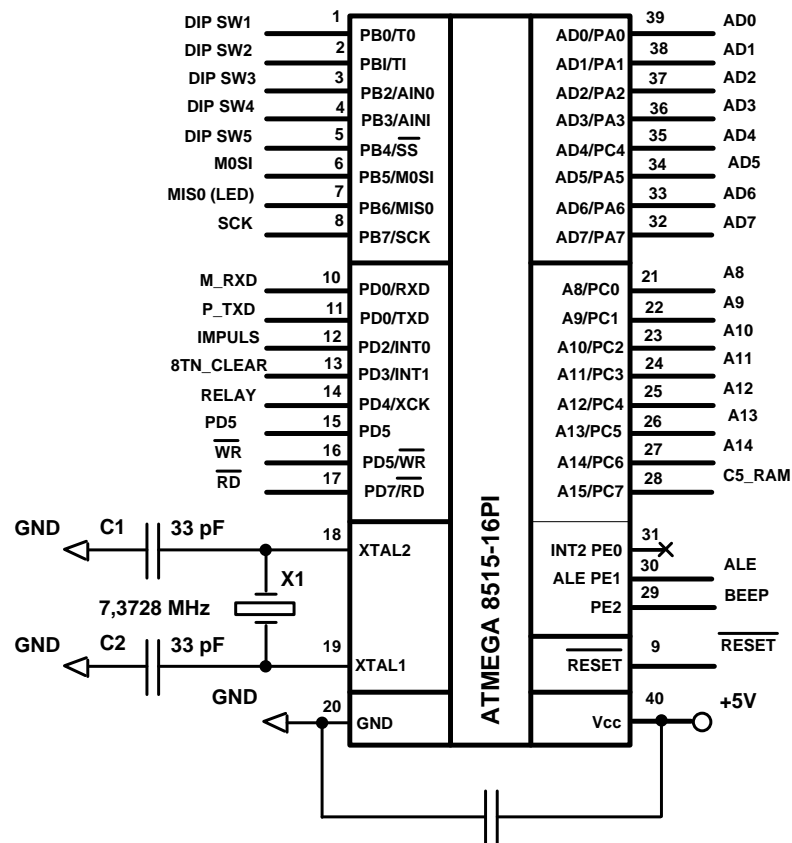 DIP SW1 1 PB0/T0 AD0/PA0 39 AD0
DIP SW2 2 PBI/TI AD1/PA1 38 AD1
DIP SW3 3 PB2/AIN0 AD2/PA2 37 AD2
DIP SW4 4 PB3/AINI AD3/PA3 36 AD3
DIP SW5 5 PB4/SS AD4/PC4 35 AD4
M0SI 6 PB5/M0SI AD5/PA5 34 AD5
MIS0 (LED) 7 PB6/MIS0 AD6/PA6 33 AD6
SCK 8 PB7/SCK AD7/PA7 32 AD7
M_RXD 10 PD0/RXD A8/PC0 21 A8
P_TXD 11 PD0/TXD A9/PC1 22 A9
IMPULS 12 PD2/INT0 A10/PC2 23 A10
8TN_CLEAR 13 PD3/INT1 A11/PC3 24 A11
RELAY 14 PD4/XCK A12/PC4 25 A12
PD5 15 PD5 A13/PC5 26 A13
WR 16 PD5/WR A14/PC6 27 A14
RD 17 PD7/RD A15/PC7 28 C5_RAM
GND C1 33 pF 18 XTAL2 INT2 PE0 31
X1 ALE PE1 30 ALE
7,3728 MHz PE2 29 BEEP
GND C2 33 pF 19 XTAL1 RESET 9 RESET
GND 20 GND Vcc 40 +5V
ATMEGA 8515-16PI